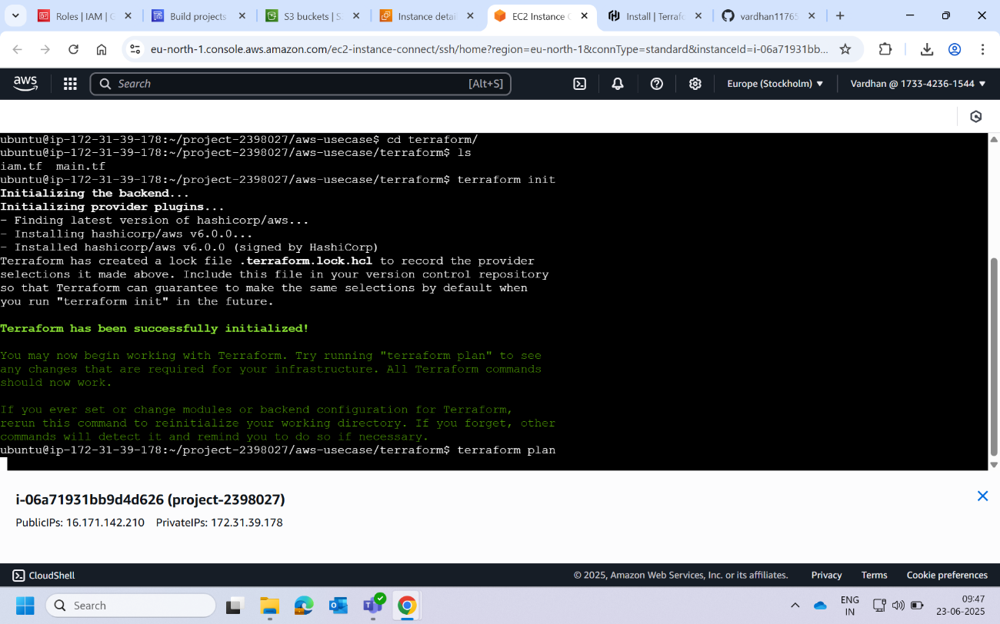 Roles | IAM | G
Build projects
S3 buckets | S
Instance detai
EC2 Instance C
Install | Terraf
vardhan11765
eu-north-1.console.aws.amazon.com/ec2-instance-connect/ssh/home?region=eu-north-1&connType=standard&instanceId=i-06a71931bb...
aws
Search
[Alt+S]
Europe (Stockholm)
Vardhan @ 1733-4236-1544
ubuntu@ip-172-31-39-178:~/project-2398027/aws-usecase$ cd terraform/
ubuntu@ip-172-31-39-178:~/project-2398027/aws-usecase/terraform$ ls
iam.tf  main.tf
ubuntu@ip-172-31-39-178:~/project-2398027/aws-usecase/terraform$ terraform init
Initializing the backend...
Initializing provider plugins...
- Finding latest version of hashicorp/aws...
- Installing hashicorp/aws v6.0.0...
- Installed hashicorp/aws v6.0.0 (signed by HashiCorp)
Terraform has created a lock file .terraform.lock.hcl to record the provider
selections it made above. Include this file in your version control repository
so that Terraform can guarantee to make the same selections by default when
you run "terraform init" in the future.
Terraform has been successfully initialized!
You may now begin working with Terraform. Try running "terraform plan" to see
any changes that are required for your infrastructure. All Terraform commands
should now work.
If you ever set or change modules or backend configuration for Terraform,
rerun this command to reinitialize your working directory. If you forget, other
commands will detect it and remind you to do so if necessary.
ubuntu@ip-172-31-39-178:~/project-2398027/aws-usecase/terraform$ terraform plan
i-06a71931bb9d4d626 (project-2398027)
PublicIPs: 16.171.142.210 PrivateIPs: 172.31.39.178
CloudShell
© 2025, Amazon Web Services, Inc. or its affiliates.
Privacy
Terms
Cookie preferences
Search
ENG
IN
09:47
23-06-2025